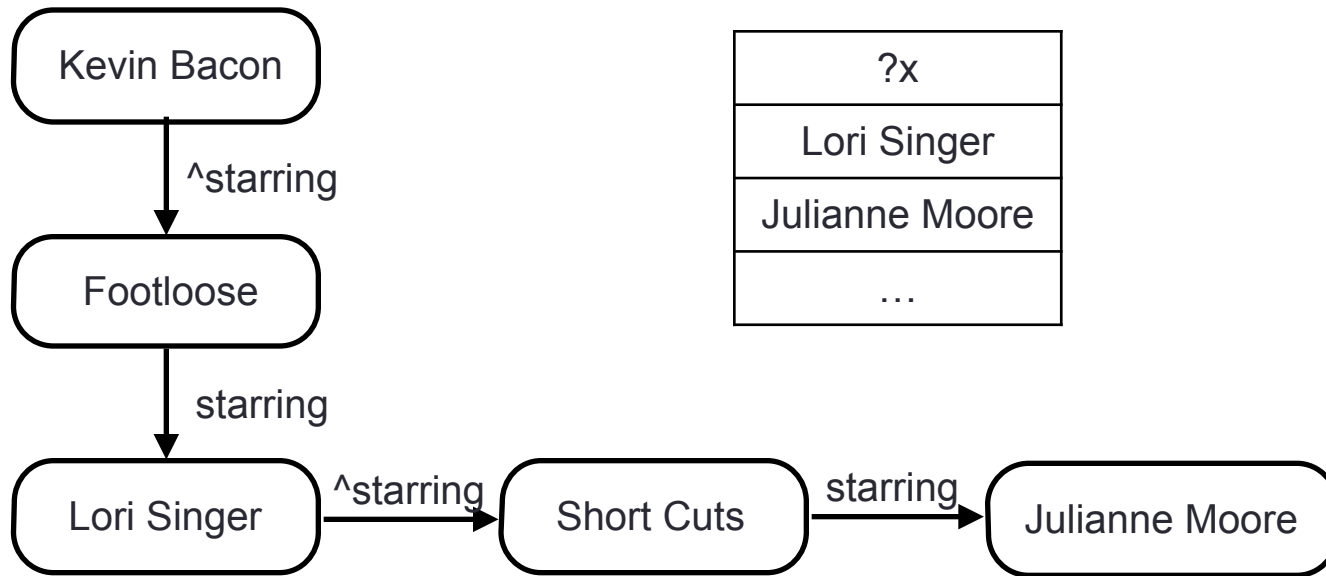 Kevin Bacon
^starring
Footloose
starring
Lori Singer
^starring
Short Cuts
starring
Julianne Moore
?x
Lori Singer
Julianne Moore
…